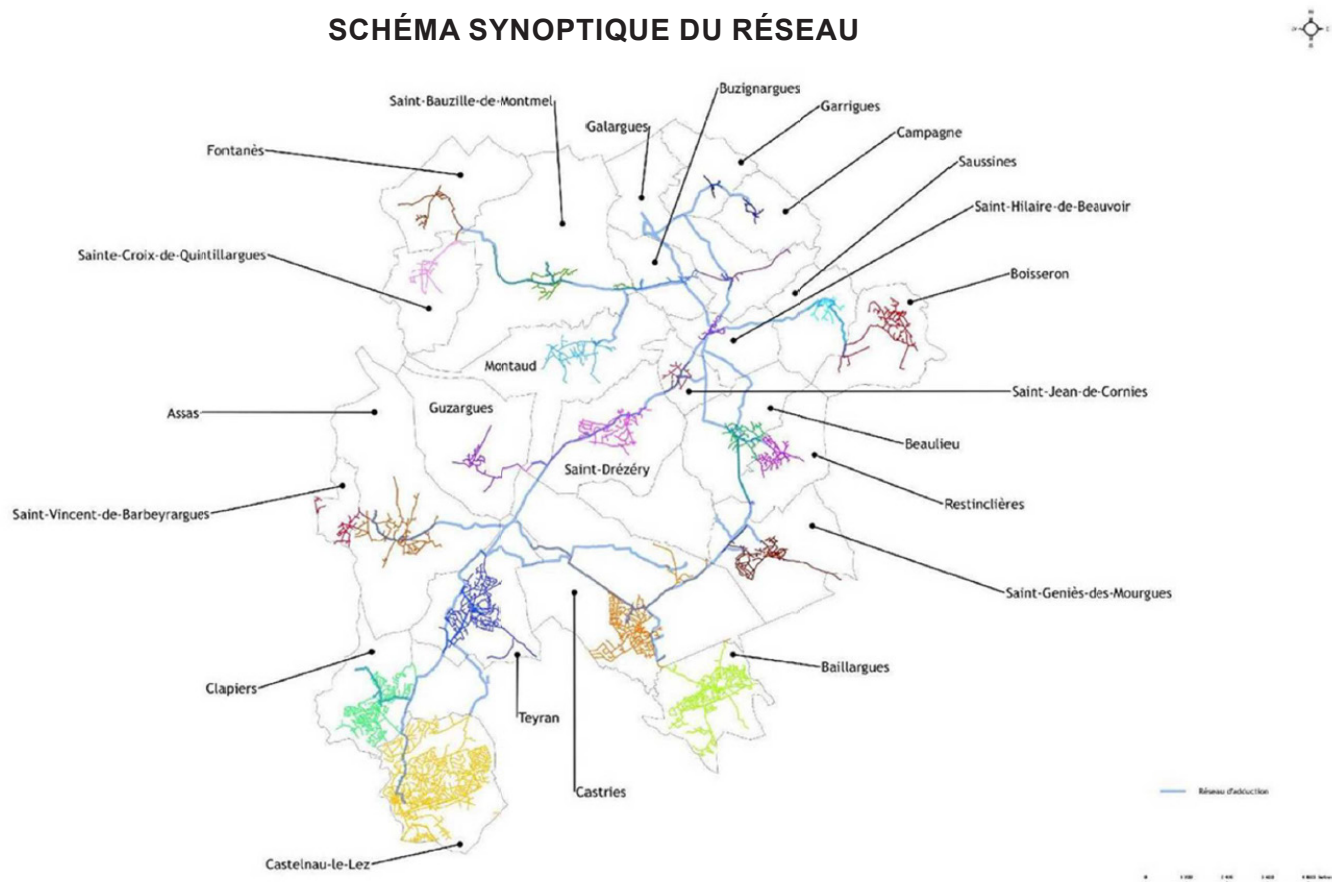 SCHÉMA SYNOPTIQUE DU RÉSEAU
Buzignargues
Saint-Bauzille-de-Montmel
Garrigues
Galargues
Campagne
Fontanès
Saussines
Saint-Hilaire-de-Beauvoir
Sainte-Croix-de-Quintillargues
Boisseron
Montaud
Saint-Jean-de-Cornies
Guzargues
Assas
Beaulieu
Saint-Drézéry
Restinclières
Saint-Vincent-de-Barbeyrargues
Saint-Geniès-des-Mourgues
Baillargues
Clapiers
Teyran
Castries
Réseau d'adduction
Castelnau-le-Lez